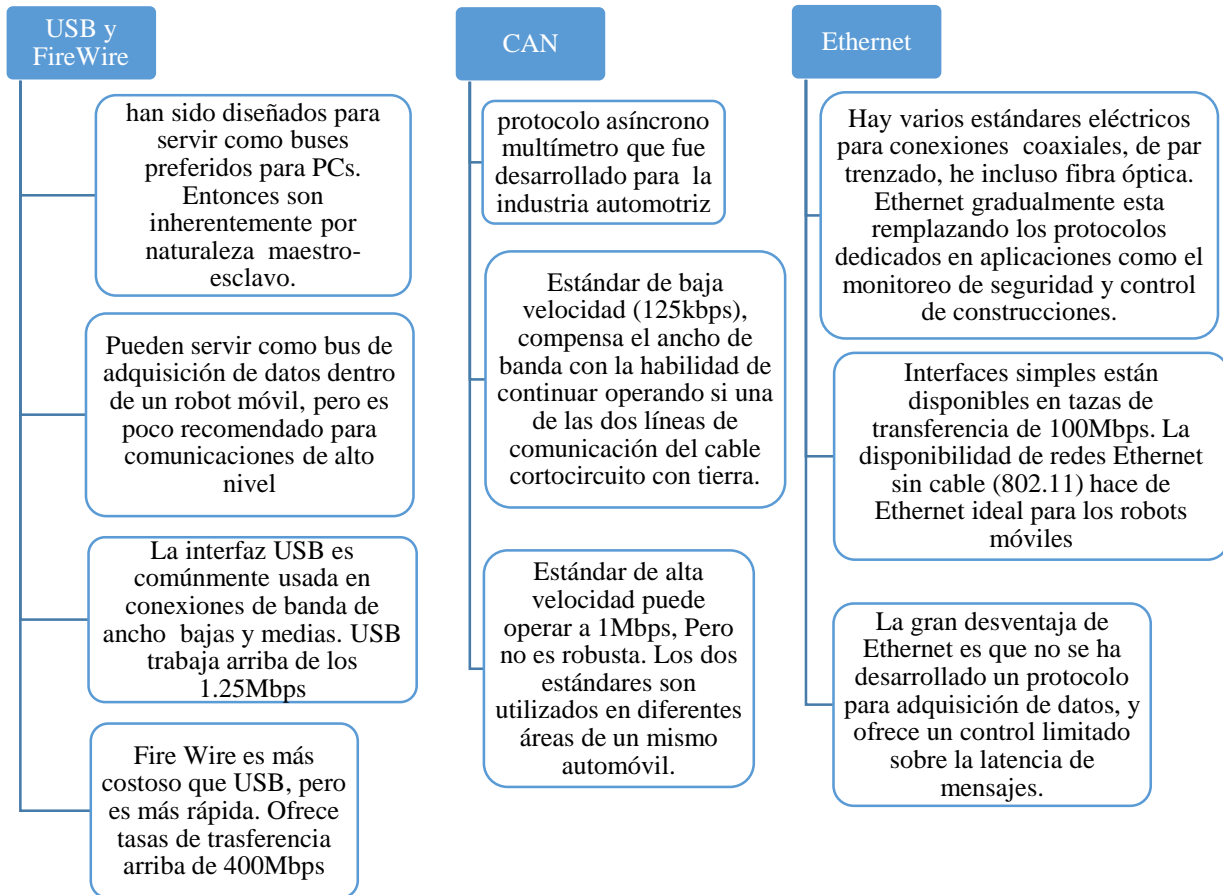 USB y
FireWire
han sido diseñados para
servir como buses
preferidos para PCs.
Entonces son
inherentemente por
naturaleza maestro-
esclavo.
Pueden servir como bus de
adquisición de datos dentro
de un robot móvil, pero es
poco recomendado para
comunicaciones de alto
nivel
La interfaz USB es
comúnmente usada en
conexiones de banda de
ancho bajas y medias. USB
trabaja arriba de los
1.25Mbps
Fire Wire es más
costoso que USB, pero
es más rápida. Ofrece
tasas de trasferencia
arriba de 400Mbps
CAN
protocolo asíncrono
multímetro que fue
desarrollado para la
industria automotriz
Estándar de baja
velocidad (125kbps),
compensa el ancho de
banda con la habilidad de
continuar operando si una
de las dos líneas de
comunicación del cable
cortocircuito con tierra.
Estándar de alta
velocidad puede
operar a 1Mbps, Pero
no es robusta. Los dos
estándares son
utilizados en diferentes
áreas de un mismo
automóvil.
Ethernet
Hay varios estándares eléctricos
para conexiones coaxiales, de par
trenzado, he incluso fibra óptica.
Ethernet gradualmente esta
remplazando los protocolos
dedicados en aplicaciones como el
monitoreo de seguridad y control
de construcciones.
Interfaces simples están
disponibles en tazas de
transferencia de 100Mbps. La
disponibilidad de redes Ethernet
sin cable (802.11) hace de
Ethernet ideal para los robots
móviles
La gran desventaja de
Ethernet es que no se ha
desarrollado un protocolo
para adquisición de datos, y
ofrece un control limitado
sobre la latencia de
mensajes.